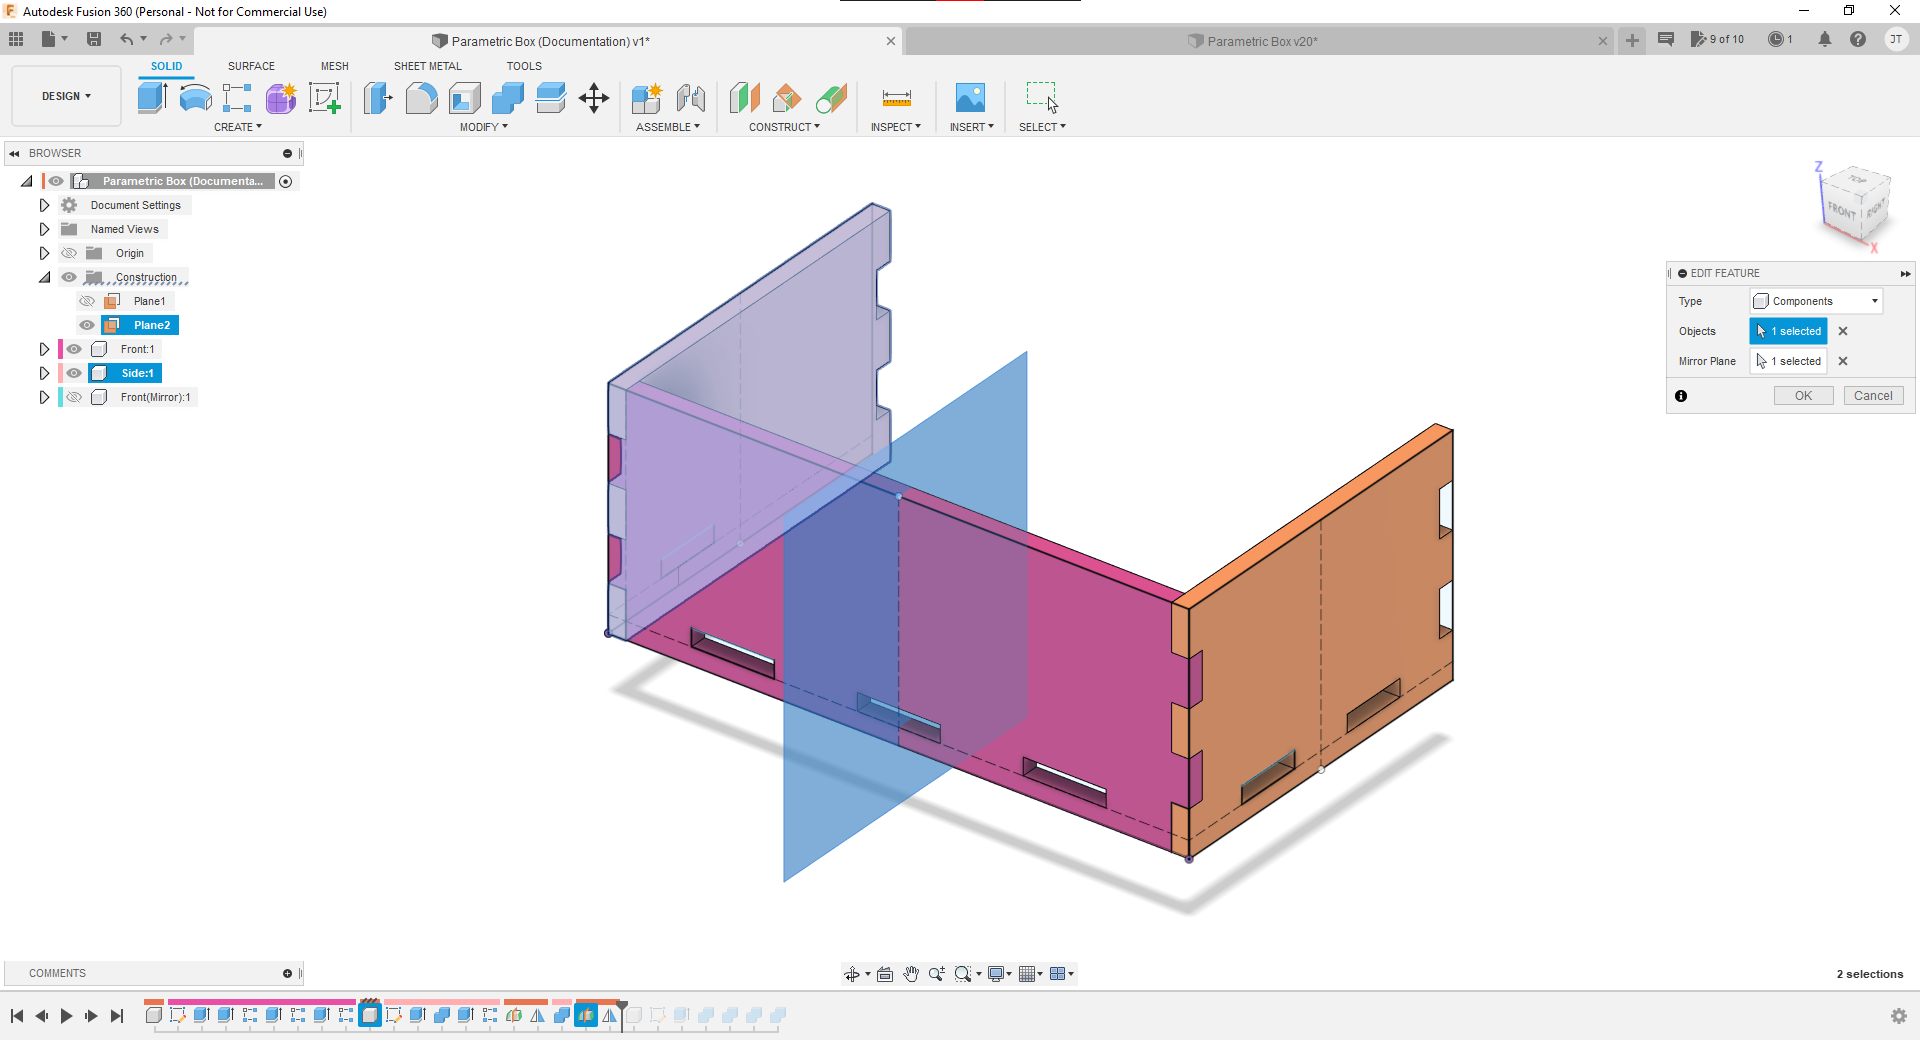 Autodesk Fusion 360 (Personal - Not for Commercial Use)
Parametric Box (Documentation) v1*
Parametric Box v20*
9 of 10
1
JT
DESIGN
SOLID
SURFACE
MESH
SHEET METAL
TOOLS
CREATE
MODIFY
ASSEMBLE
CONSTRUCT
INSPECT
INSERT
SELECT
BROWSER
Parametric Box (Documenta...
Document Settings
Named Views
Origin
Construction
Plane1
Plane2
Front:1
Side:1
Front(Mirror):1
Z
TOP
FRONT
RIGHT
X
EDIT FEATURE
Type
Components
Objects
1 selected
Mirror Plane
1 selected
OK
Cancel
COMMENTS
2 selections